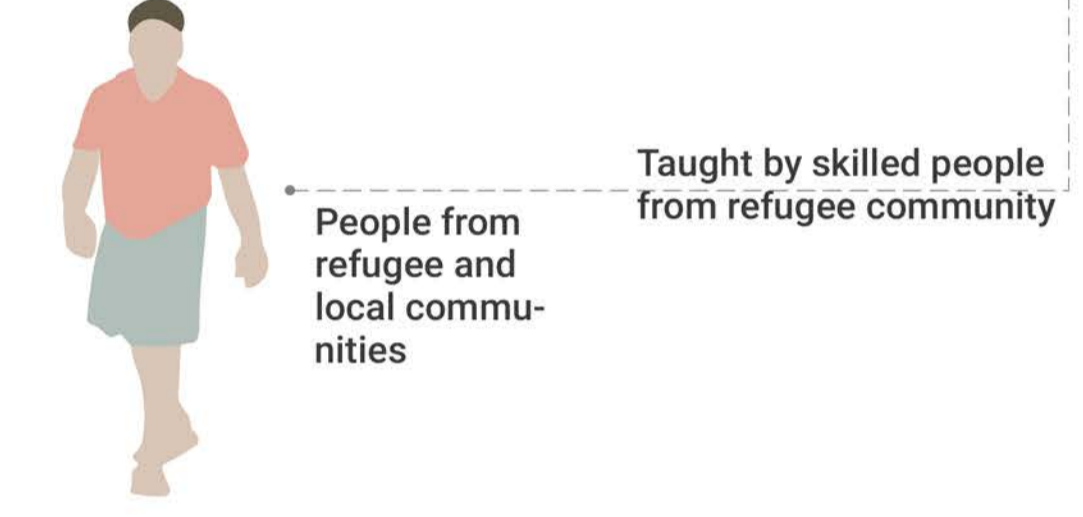 Taught by skilled people
from refugee community
People from
refugee and
local commu-
nities